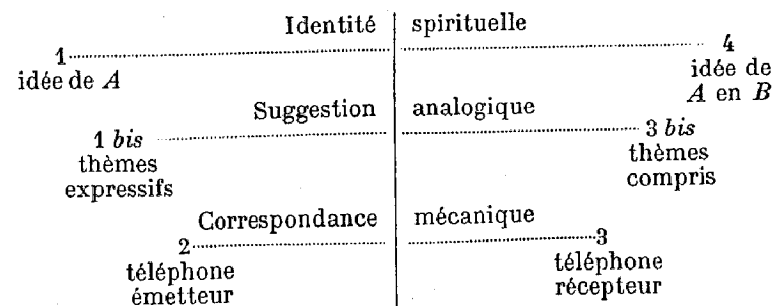 Identité spirituelle
1 4
idée de A idée de
A en B
Suggestion analogique
1 bis 3 bis
thèmes thèmes
expressifs compris
Correspondance mécanique
2 3
téléphone téléphone
émetteur récepteur